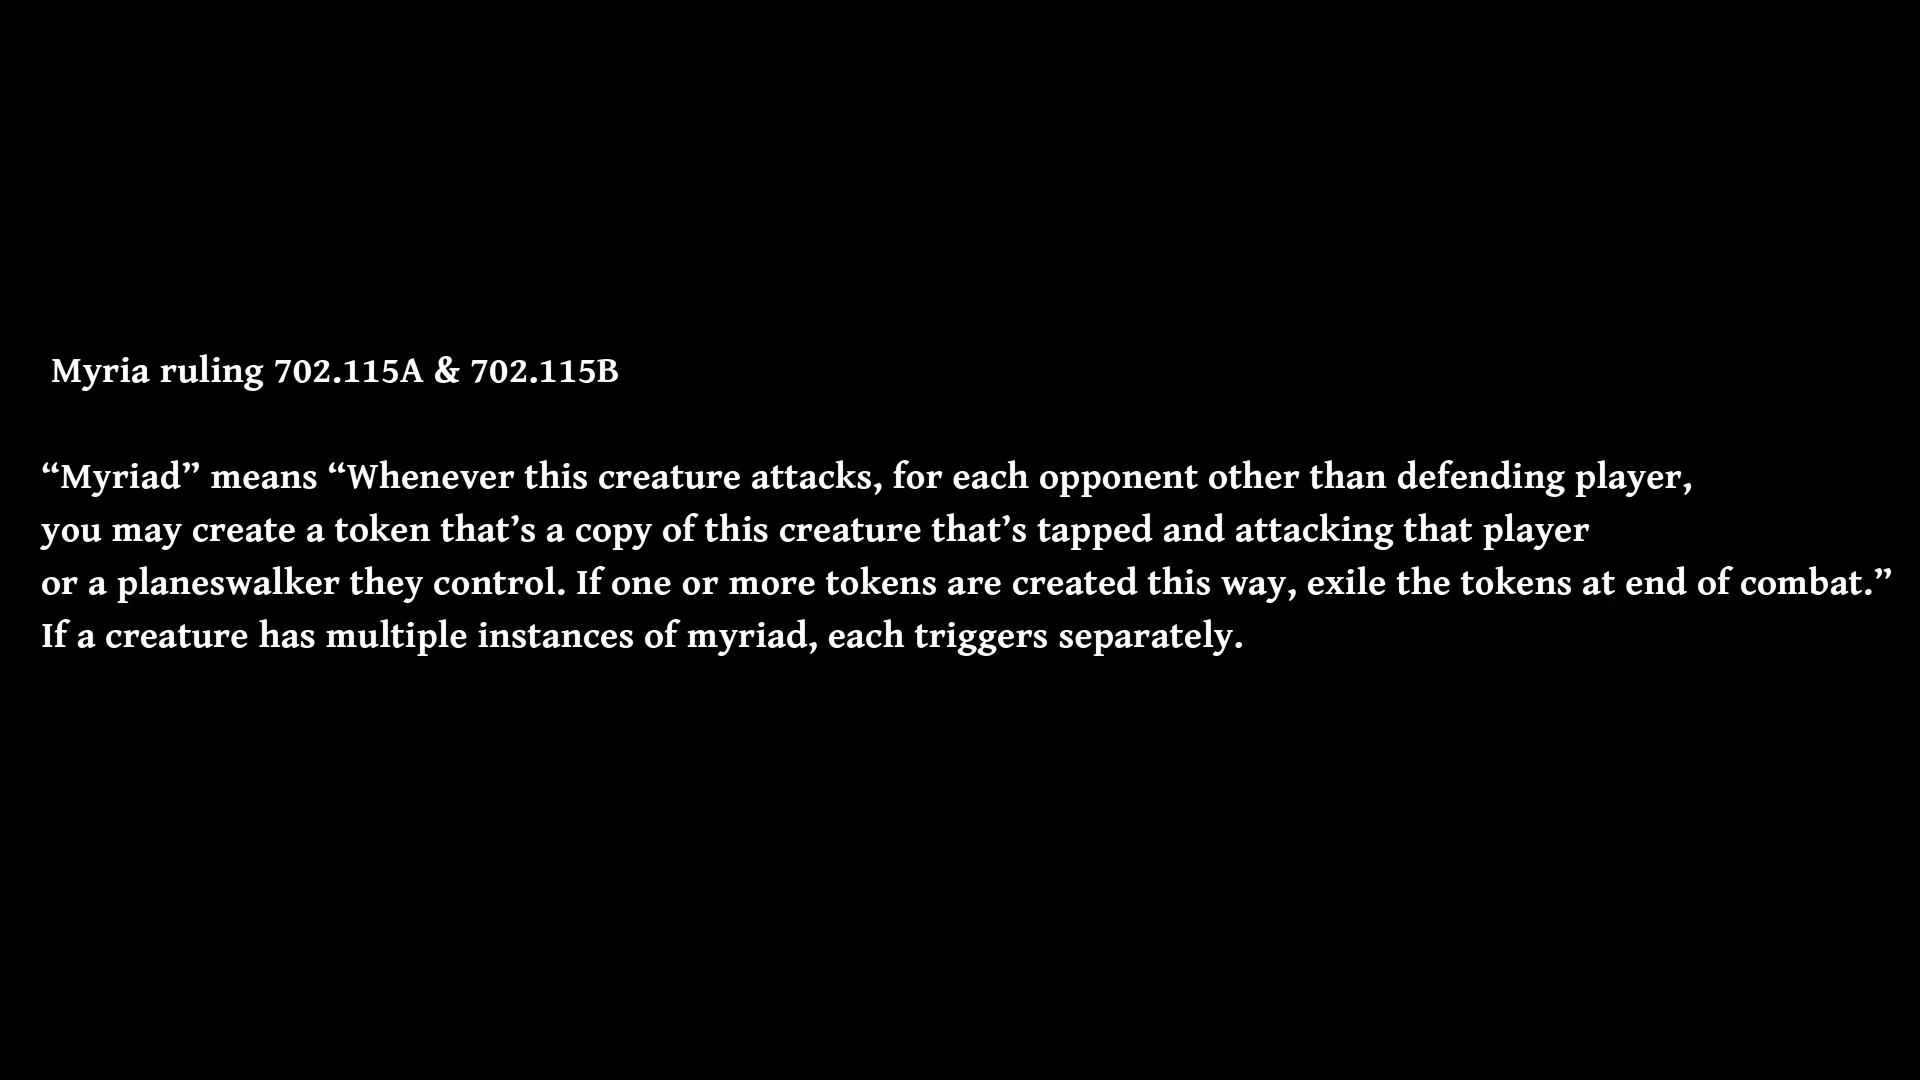 Myria ruling 702.115A & 702.115B
“Myriad” means “Whenever this creature attacks, for each opponent other than defending player,
you may create a token that’s a copy of this creature that’s tapped and attacking that player
or a planeswalker they control. If one or more tokens are created this way, exile the tokens at end of combat.”
If a creature has multiple instances of myriad, each triggers separately.